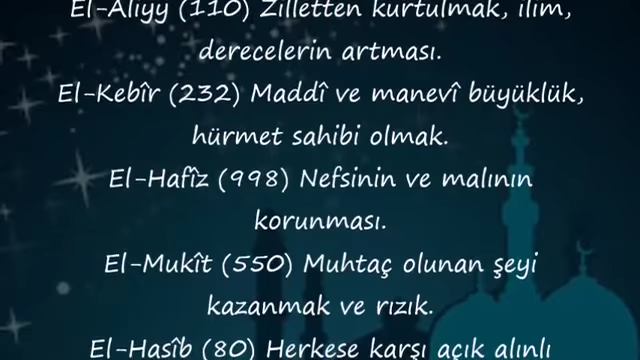 El-Aliyy (110) Zilletten kurtulmak, ilim,
derecelerin artması.
El-Kebîr (232) Maddî ve manevî büyüklük,
hürmet sahibi olmak.
El-Hafîz (998) Nefsinin ve malının
korunması.
El-Mukît (550) Muhtaç olunan şeyi
kazanmak ve rızık.
El-Hasîb (80) Herkese karşı açık alınlı